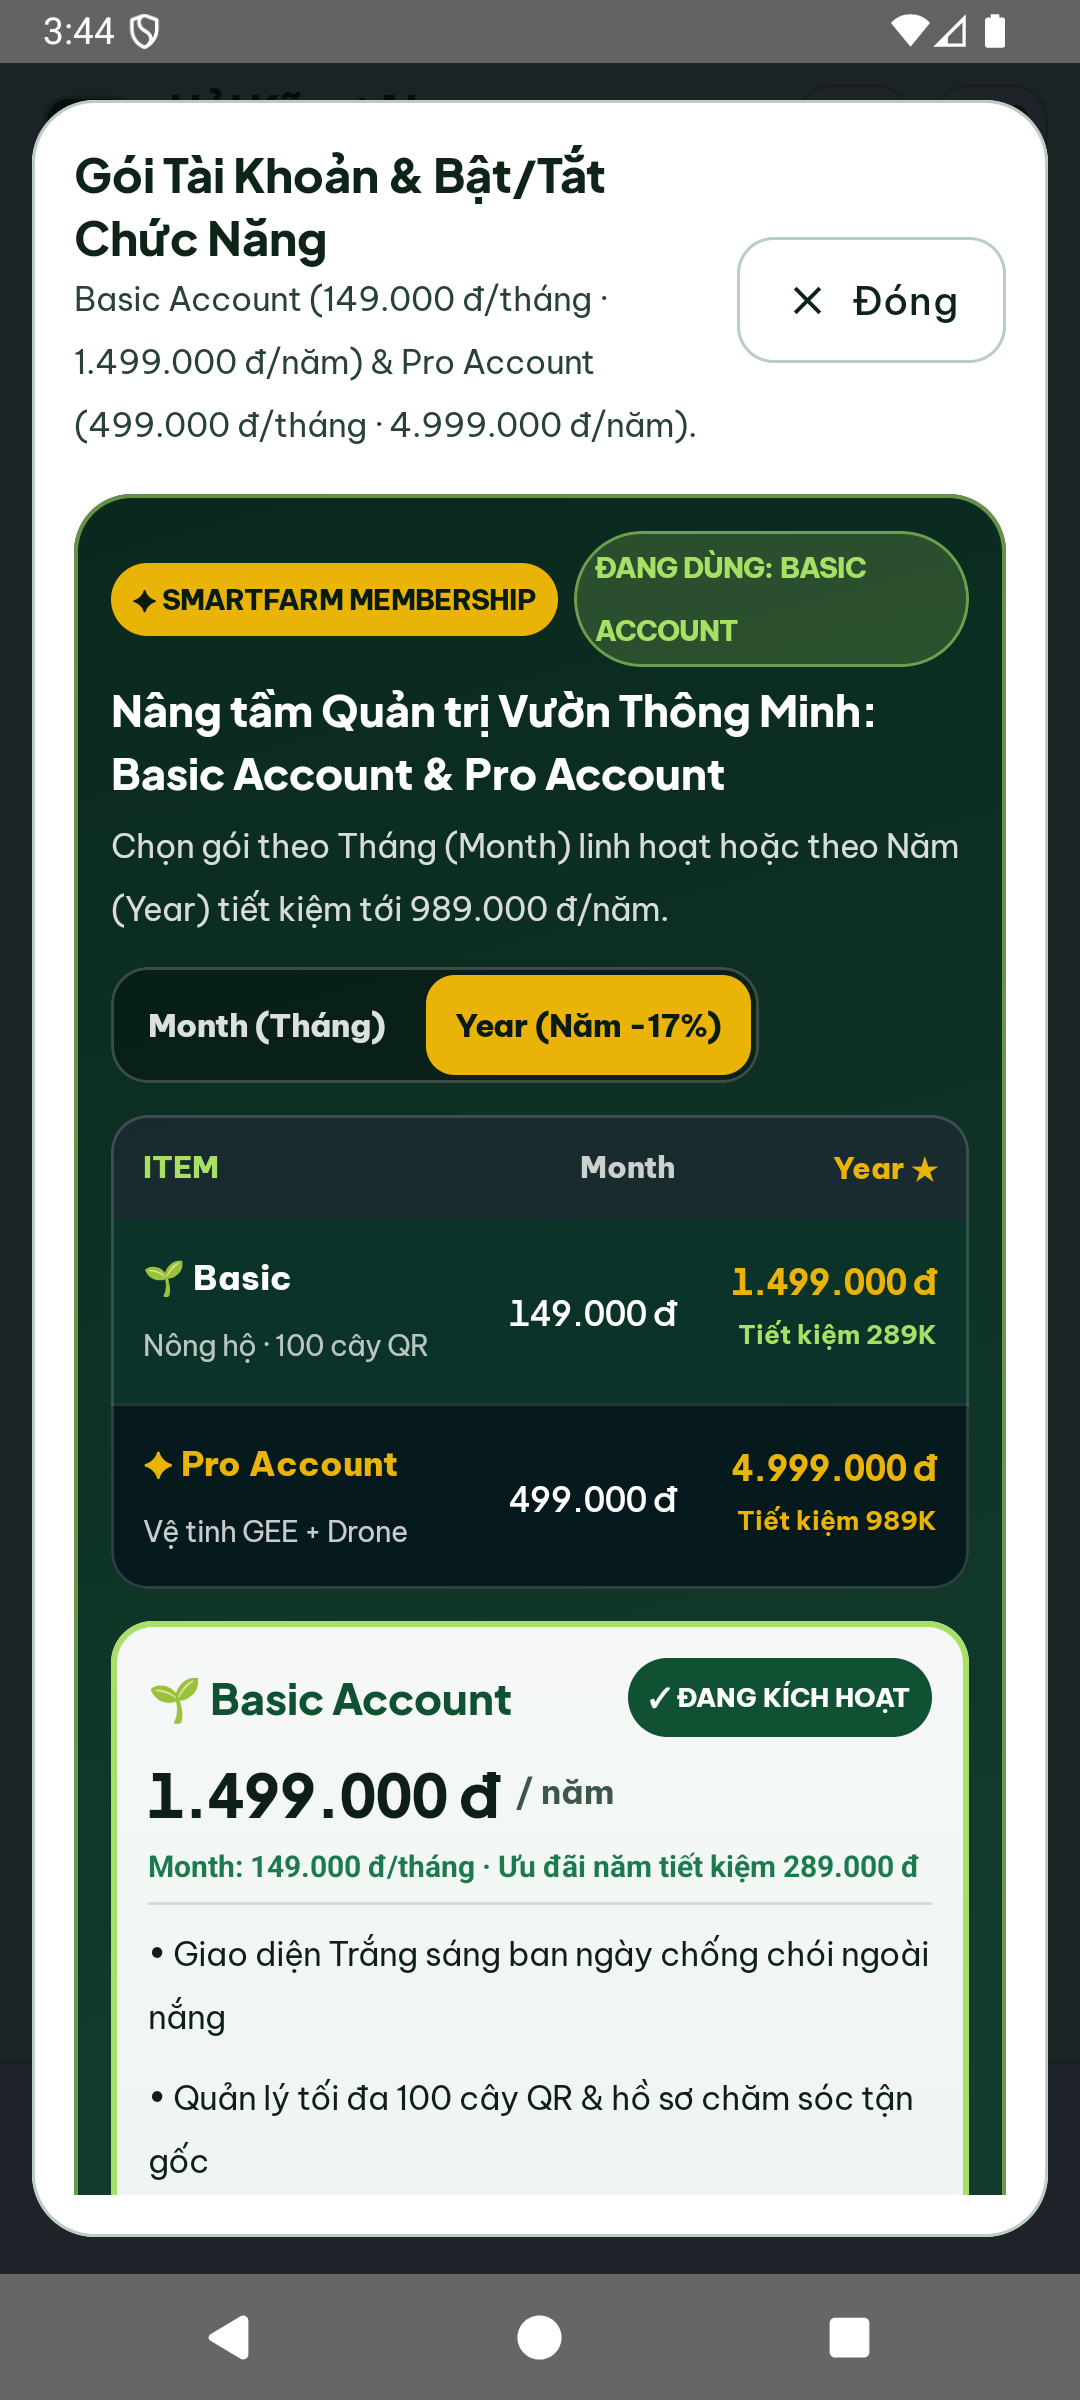 3:44
Gói Tài Khoản & Bật/Tắt
Chức Năng
Basic Account (149.000 đ/tháng ·
1.499.000 đ/năm) & Pro Account
(499.000 đ/tháng · 4.999.000 đ/năm).
✕ Đóng
✦ SMARTFARM MEMBERSHIP
ĐANG DÙNG: BASIC
ACCOUNT
Nâng tầm Quản trị Vườn Thông Minh:
Basic Account & Pro Account
Chọn gói theo Tháng (Month) linh hoạt hoặc theo Năm
(Year) tiết kiệm tới 989.000 đ/năm.
Month (Tháng)
Year (Năm -17%)
ITEM Month Year ★
🌱 Basic
Nông hộ · 100 cây QR
149.000 đ
1.499.000 đ
Tiết kiệm 289K
✦ Pro Account
Vệ tinh GEE + Drone
499.000 đ
4.999.000 đ
Tiết kiệm 989K
🌱 Basic Account
✓ ĐANG KÍCH HOẠT
1.499.000 đ / năm
Month: 149.000 đ/tháng · Ưu đãi năm tiết kiệm 289.000 đ
• Giao diện Trắng sáng ban ngày chống chói ngoài
nắng
• Quản lý tối đa 100 cây QR & hồ sơ chăm sóc tận
gốc